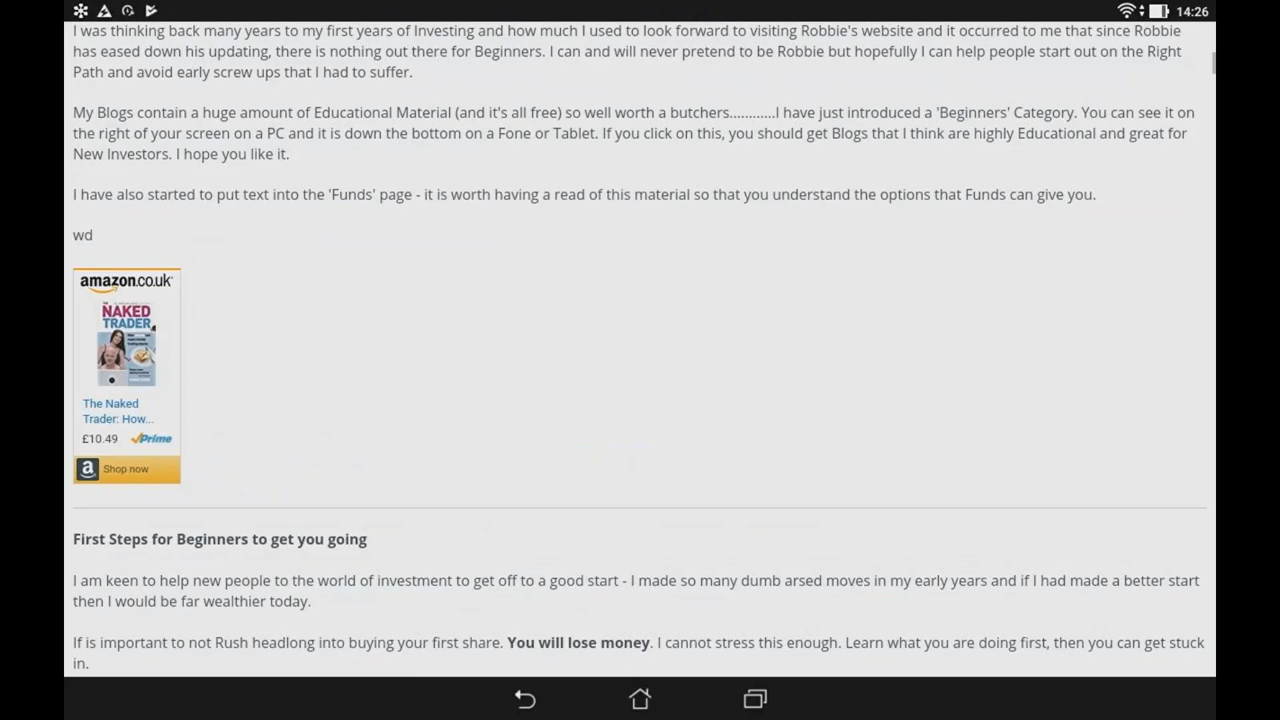 14:26
I was thinking back many years to my first years of Investing and how much I used to look forward to visiting Robbie's website and it occurred to me that since Robbie
has eased down his updating, there is nothing out there for Beginners. I can and will never pretend to be Robbie but hopefully I can help people start out on the Right
Path and avoid early screw ups that I had to suffer.
My Blogs contain a huge amount of Educational Material (and it's all free) so well worth a butchers............I have just introduced a 'Beginners' Category. You can see it on
the right of your screen on a PC and it is down the bottom on a Fone or Tablet. If you click on this, you should get Blogs that I think are highly Educational and great for
New Investors. I hope you like it.
I have also started to put text into the 'Funds' page - it is worth having a read of this material so that you understand the options that Funds can give you.
wd
amazon.co.uk
THE
NAKED
TRADER
The Naked
Trader: How...
£10.49 Prime
a Shop now
First Steps for Beginners to get you going
I am keen to help new people to the world of investment to get off to a good start - I made so many dumb arsed moves in my early years and if I had made a better start
then I would be far wealthier today.
If is important to not Rush headlong into buying your first share. You will lose money. I cannot stress this enough. Learn what you are doing first, then you can get stuck
in.